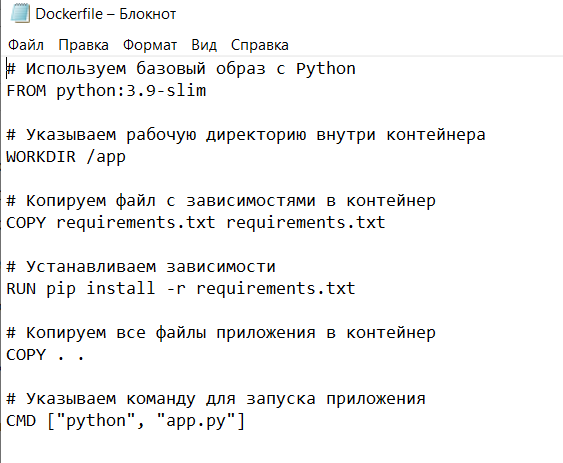 Dockerfile – Блокнот
Файл Правка Формат Вид Справка
# Используем базовый образ с Python
FROM python:3.9-slim
# Указываем рабочую директорию внутри контейнера
WORKDIR /app
# Копируем файл с зависимостями в контейнер
COPY requirements.txt requirements.txt
# Устанавливаем зависимости
RUN pip install -r requirements.txt
# Копируем все файлы приложения в контейнер
COPY . .
# Указываем команду для запуска приложения
CMD ["python", "app.py"]